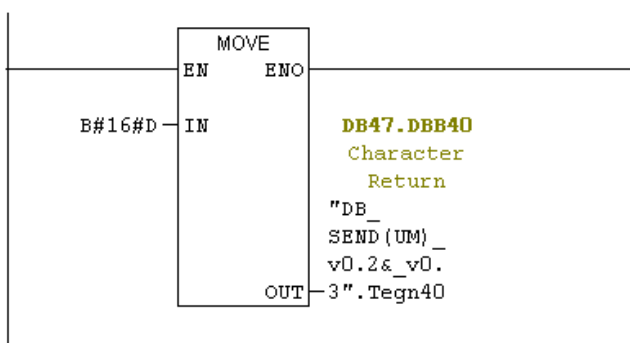 MOVE
EN ENO
B#16#D IN
DB47.DBB40
Character
Return
"DB_
SEND(UM)_
v0.2&_v0.
OUT 3".Tegn40